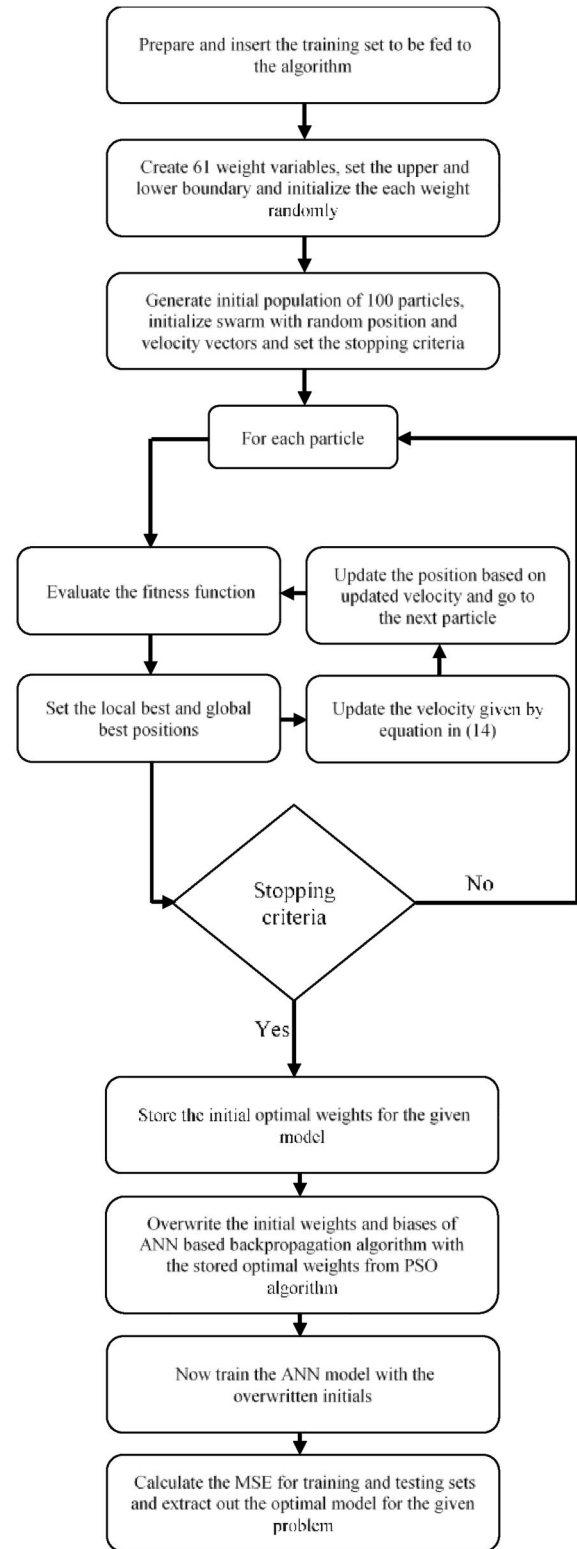 Prepare and insert the training set to be fed to
the algorithm
Create 61 weight variables, set the upper and
lower boundary and initialize the each weight
randomly
Generate initial population of 100 particles,
initialize swarm with random position and
velocity vectors and set the stopping criteria
For each particle
Evaluate the fitness function
Update the position based on
updated velocity and go to
the next particle
Set the local best and global
best positions
Update the velocity given by
equation in (14)
Stopping
criteria
No
Yes
Store the initial optimal weights for the given
model
Overwrite the initial weights and biases of
ANN based backpropagation algorithm with
the stored optimal weights from PSO
algorithm
Now train the ANN model with the
overwritten initials
Calculate the MSE for training and testing sets
and extract out the optimal model for the given
problem